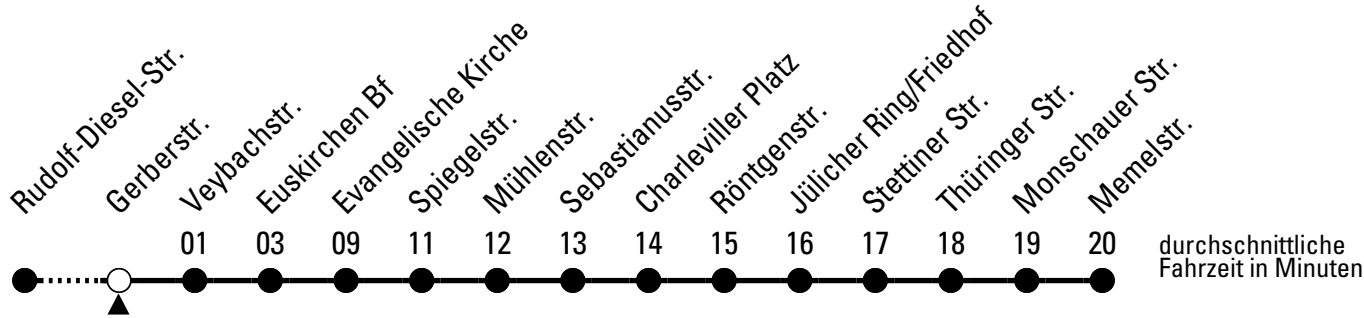 Rudolf-Diesel-Str.
Gerberstr.
Veybachstr.
Euskirchen Bf
Evangelische Kirche
Spiegelstr.
Mühlenstr.
Sebastianusstr.
Charleviller Platz
Röntgenstr.
Jülicher Ring/Friedhof
Stettiner Str.
Thüringer Str.
Monschauer Str.
Memelstr.
01 03 09 11 12 13 14 15 16 17 18 19 20
durchschnittliche
Fahrzeit in Minuten